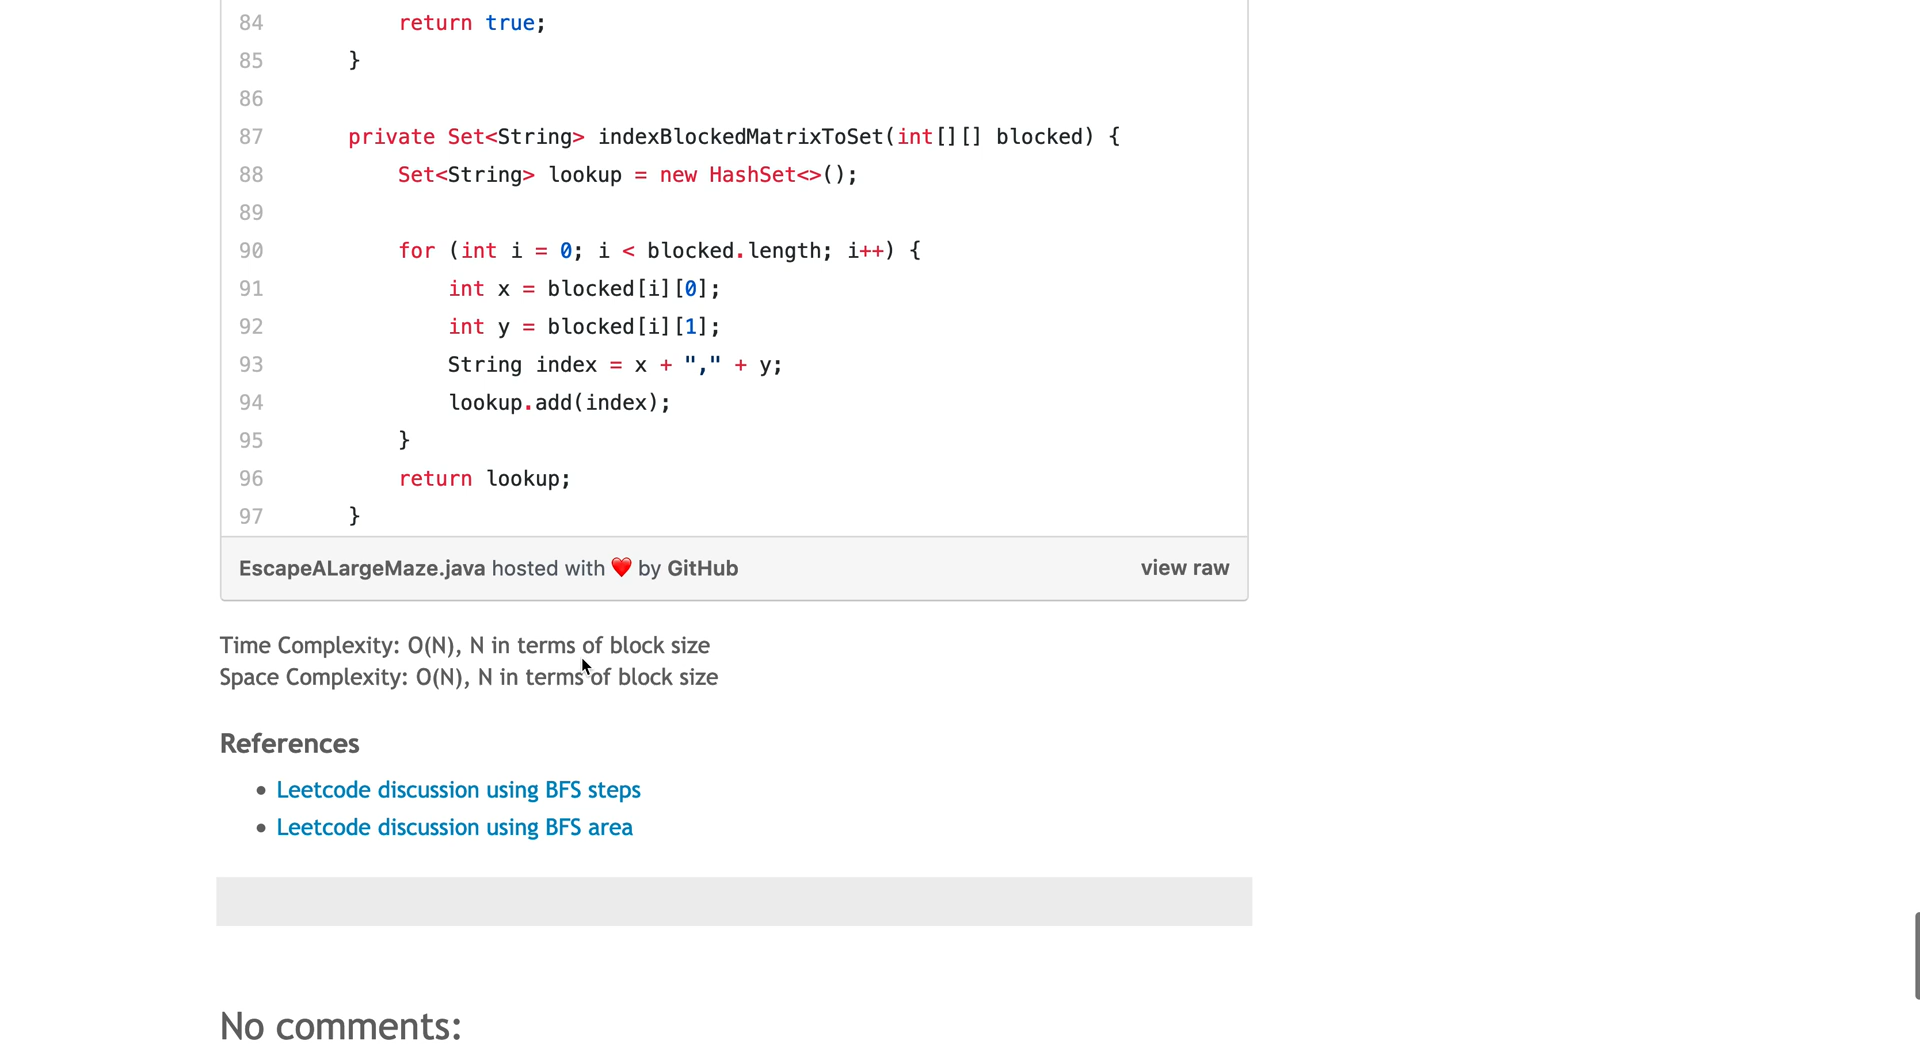 84 return true;
85 }
86
87 private Set<String> indexBlockedMatrixToSet(int[][] blocked) {
88 Set<String> lookup = new HashSet<>();
89
90 for (int i = 0; i < blocked.length; i++) {
91 int x = blocked[i][0];
92 int y = blocked[i][1];
93 String index = x + "," + y;
94 lookup.add(index);
95 }
96 return lookup;
97 }
EscapeALargeMaze.java hosted with ❤ by GitHub view raw
Time Complexity: O(N), N in terms of block size
Space Complexity: O(N), N in terms of block size
References
• Leetcode discussion using BFS steps
• Leetcode discussion using BFS area
No comments: